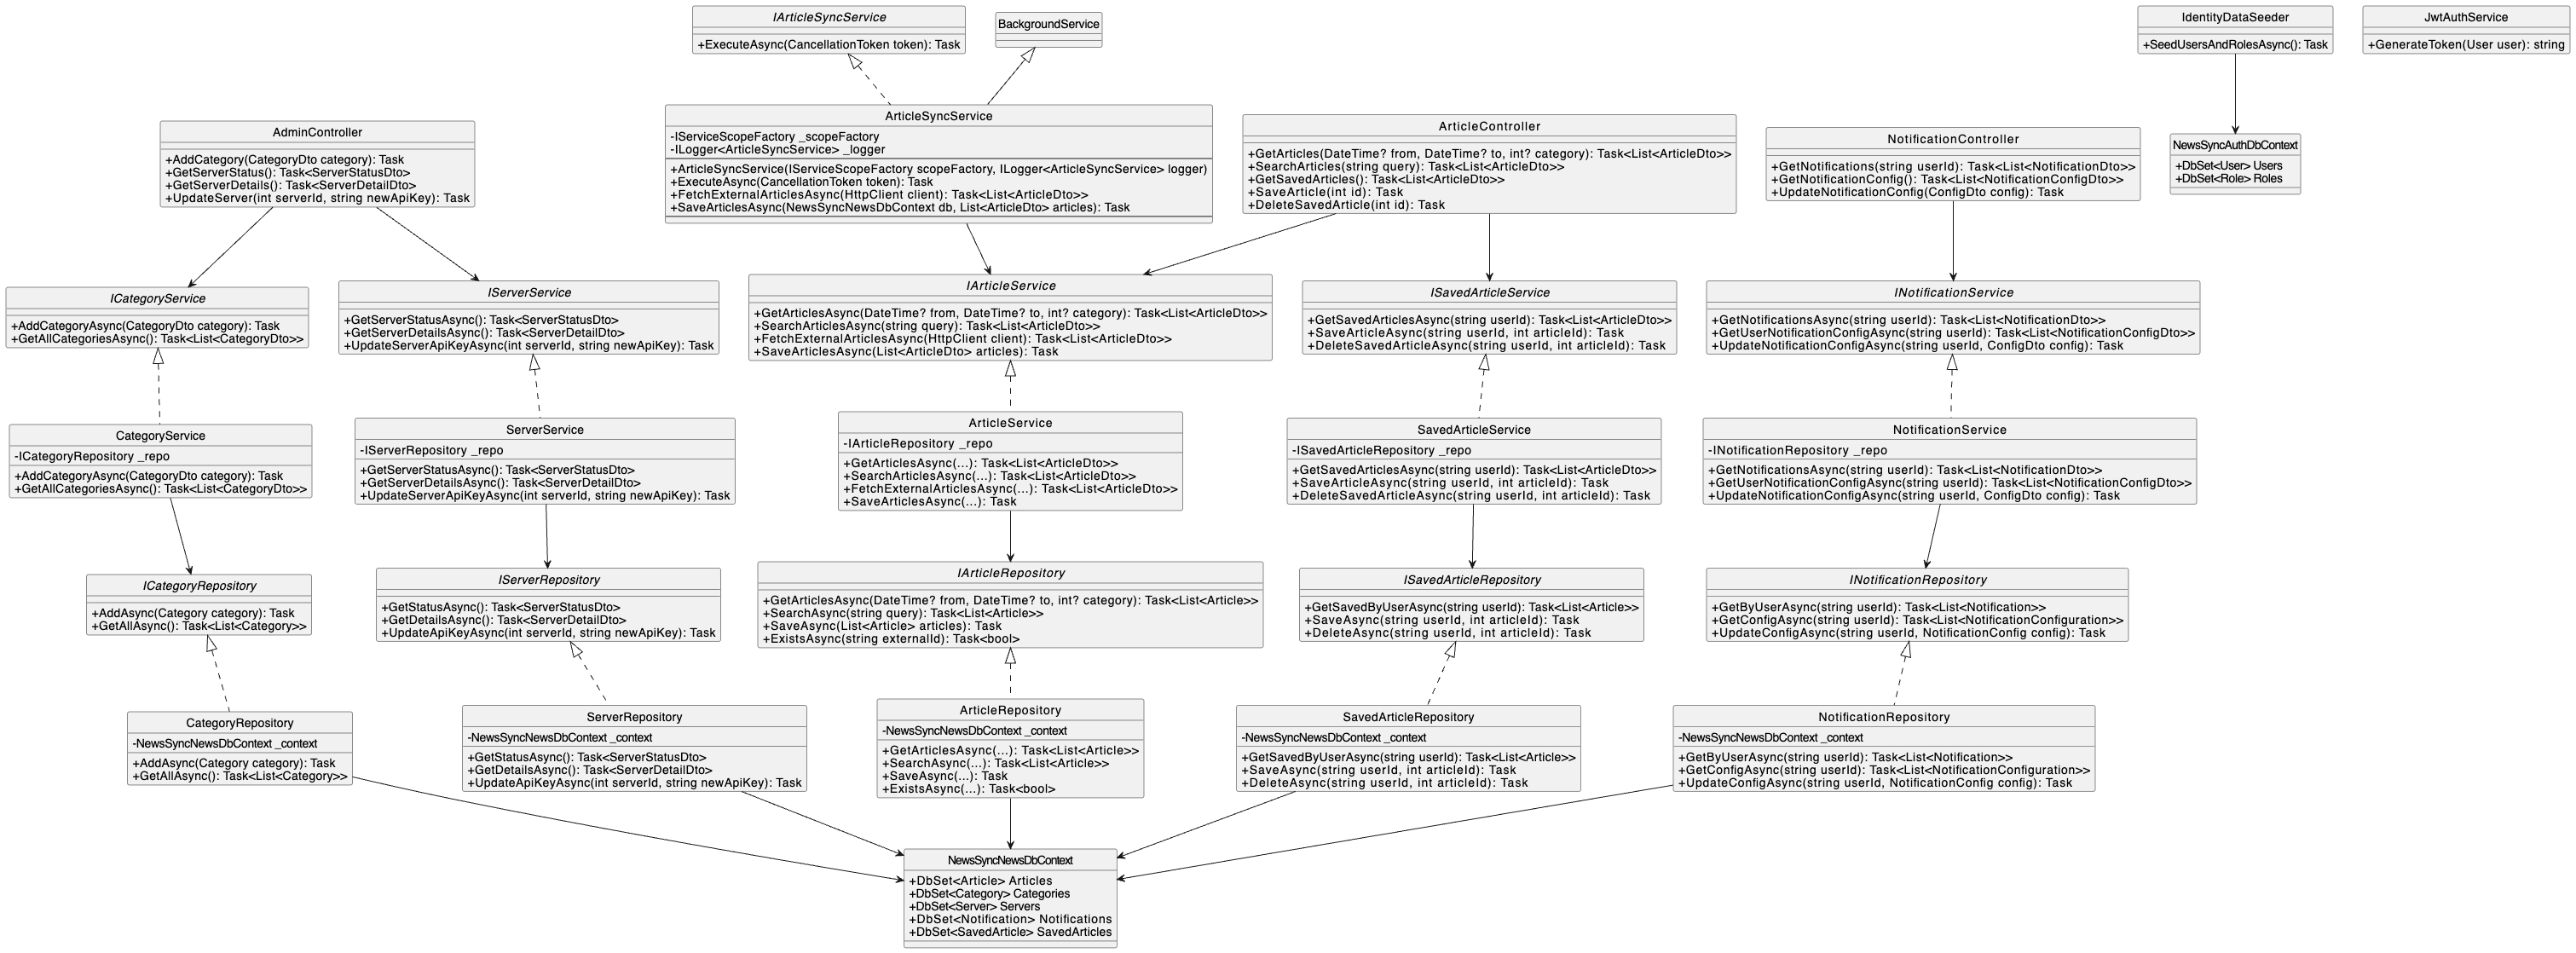 IArticleSyncService
+ExecuteAsync(CancellationToken token): Task
BackgroundService
IdentityDataSeeder
+SeedUsersAndRolesAsync(): Task
JwtAuthService
+GenerateToken(User user): string
AdminController
+AddCategory(CategoryDto category): Task
+GetServerStatus(): Task<ServerStatusDto>
+GetServerDetails(): Task<ServerDetailDto>
+UpdateServer(int serverId, string newApiKey): Task
ArticleSyncService
-IServiceScopeFactory _scopeFactory
-ILogger<ArticleSyncService> _logger
+ArticleSyncService(IServiceScopeFactory scopeFactory, ILogger<ArticleSyncService> logger)
+ExecuteAsync(CancellationToken token): Task
+FetchExternalArticlesAsync(HttpClient client): Task<List<ArticleDto>>
+SaveArticlesAsync(NewsSyncNewsDbContext db, List<ArticleDto> articles): Task
ArticleController
+GetArticles(DateTime? from, DateTime? to, int? category): Task<List<ArticleDto>>
+SearchArticles(string query): Task<List<ArticleDto>>
+GetSavedArticles(): Task<List<ArticleDto>>
+SaveArticle(int id): Task
+DeleteSavedArticle(int id): Task
NotificationController
+GetNotifications(string userId): Task<List<NotificationDto>>
+GetNotificationConfig(): Task<List<NotificationConfigDto>>
+UpdateNotificationConfig(ConfigDto config): Task
NewsSyncAuthDbContext
+DbSet<User> Users
+DbSet<Role> Roles
ICategoryService
+AddCategoryAsync(CategoryDto category): Task
+GetAllCategoriesAsync(): Task<List<CategoryDto>>
IServerService
+GetServerStatusAsync(): Task<ServerStatusDto>
+GetServerDetailsAsync(): Task<ServerDetailDto>
+UpdateServerApiKeyAsync(int serverId, string newApiKey): Task
IArticleService
+GetArticlesAsync(DateTime? from, DateTime? to, int? category): Task<List<ArticleDto>>
+SearchArticlesAsync(string query): Task<List<ArticleDto>>
+FetchExternalArticlesAsync(HttpClient client): Task<List<ArticleDto>>
+SaveArticlesAsync(List<ArticleDto> articles): Task
ISavedArticleService
+GetSavedArticlesAsync(string userId): Task<List<ArticleDto>>
+SaveArticleAsync(string userId, int articleId): Task
+DeleteSavedArticleAsync(string userId, int articleId): Task
INotificationService
+GetNotificationsAsync(string userId): Task<List<NotificationDto>>
+GetUserNotificationConfigAsync(string userId): Task<List<NotificationConfigDto>>
+UpdateNotificationConfigAsync(string userId, ConfigDto config): Task
CategoryService
-ICategoryRepository _repo
+AddCategoryAsync(CategoryDto category): Task
+GetAllCategoriesAsync(): Task<List<CategoryDto>>
ServerService
-IServerRepository _repo
+GetServerStatusAsync(): Task<ServerStatusDto>
+GetServerDetailsAsync(): Task<ServerDetailDto>
+UpdateServerApiKeyAsync(int serverId, string newApiKey): Task
ArticleService
-IArticleRepository _repo
+GetArticlesAsync(...): Task<List<ArticleDto>>
+SearchArticlesAsync(...): Task<List<ArticleDto>>
+FetchExternalArticlesAsync(...): Task<List<ArticleDto>>
+SaveArticlesAsync(...): Task
SavedArticleService
-ISavedArticleRepository _repo
+GetSavedArticlesAsync(string userId): Task<List<ArticleDto>>
+SaveArticleAsync(string userId, int articleId): Task
+DeleteSavedArticleAsync(string userId, int articleId): Task
NotificationService
-INotificationRepository _repo
+GetNotificationsAsync(string userId): Task<List<NotificationDto>>
+GetUserNotificationConfigAsync(string userId): Task<List<NotificationConfigDto>>
+UpdateNotificationConfigAsync(string userId, ConfigDto config): Task
ICategoryRepository
+AddAsync(Category category): Task
+GetAllAsync(): Task<List<Category>>
IServerRepository
+GetStatusAsync(): Task<ServerStatusDto>
+GetDetailsAsync(): Task<ServerDetailDto>
+UpdateApiKeyAsync(int serverId, string newApiKey): Task
IArticleRepository
+GetArticlesAsync(DateTime? from, DateTime? to, int? category): Task<List<Article>>
+SearchAsync(string query): Task<List<Article>>
+SaveAsync(List<Article> articles): Task
+ExistsAsync(string externalId): Task<bool>
ISavedArticleRepository
+GetSavedByUserAsync(string userId): Task<List<Article>>
+SaveAsync(string userId, int articleId): Task
+DeleteAsync(string userId, int articleId): Task
INotificationRepository
+GetByUserAsync(string userId): Task<List<Notification>>
+GetConfigAsync(string userId): Task<List<NotificationConfiguration>>
+UpdateConfigAsync(string userId, NotificationConfig config): Task
CategoryRepository
-NewsSyncNewsDbContext _context
+AddAsync(Category category): Task
+GetAllAsync(): Task<List<Category>>
ServerRepository
-NewsSyncNewsDbContext _context
+GetStatusAsync(): Task<ServerStatusDto>
+GetDetailsAsync(): Task<ServerDetailDto>
+UpdateApiKeyAsync(int serverId, string newApiKey): Task
ArticleRepository
-NewsSyncNewsDbContext _context
+GetArticlesAsync(...): Task<List<Article>>
+SearchAsync(...): Task<List<Article>>
+SaveAsync(...): Task
+ExistsAsync(...): Task<bool>
SavedArticleRepository
-NewsSyncNewsDbContext _context
+GetSavedByUserAsync(string userId): Task<List<Article>>
+SaveAsync(string userId, int articleId): Task
+DeleteAsync(string userId, int articleId): Task
NotificationRepository
-NewsSyncNewsDbContext _context
+GetByUserAsync(string userId): Task<List<Notification>>
+GetConfigAsync(string userId): Task<List<NotificationConfiguration>>
+UpdateConfigAsync(string userId, NotificationConfig config): Task
NewsSyncNewsDbContext
+DbSet<Article> Articles
+DbSet<Category> Categories
+DbSet<Server> Servers
+DbSet<Notification> Notifications
+DbSet<SavedArticle> SavedArticles